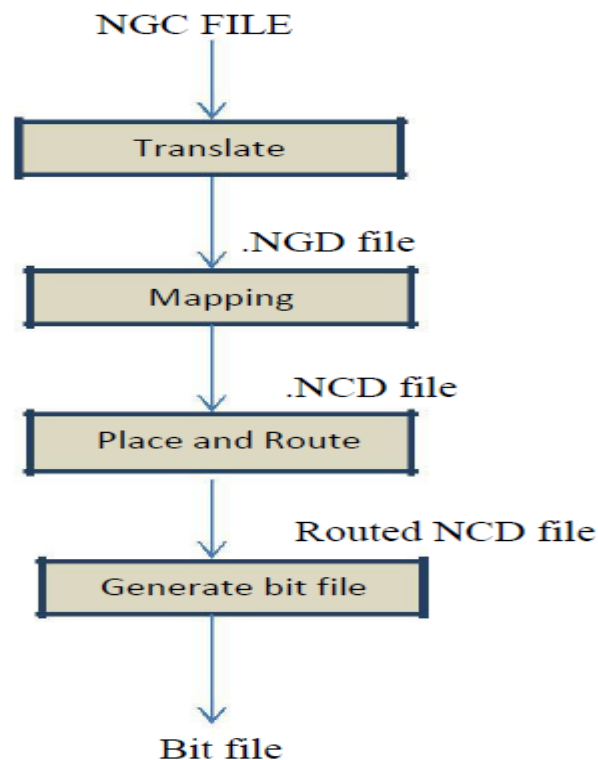 NGC FILE
Translate
.NGD file
Mapping
.NCD file
Place and Route
Routed NCD file
Generate bit file
Bit file